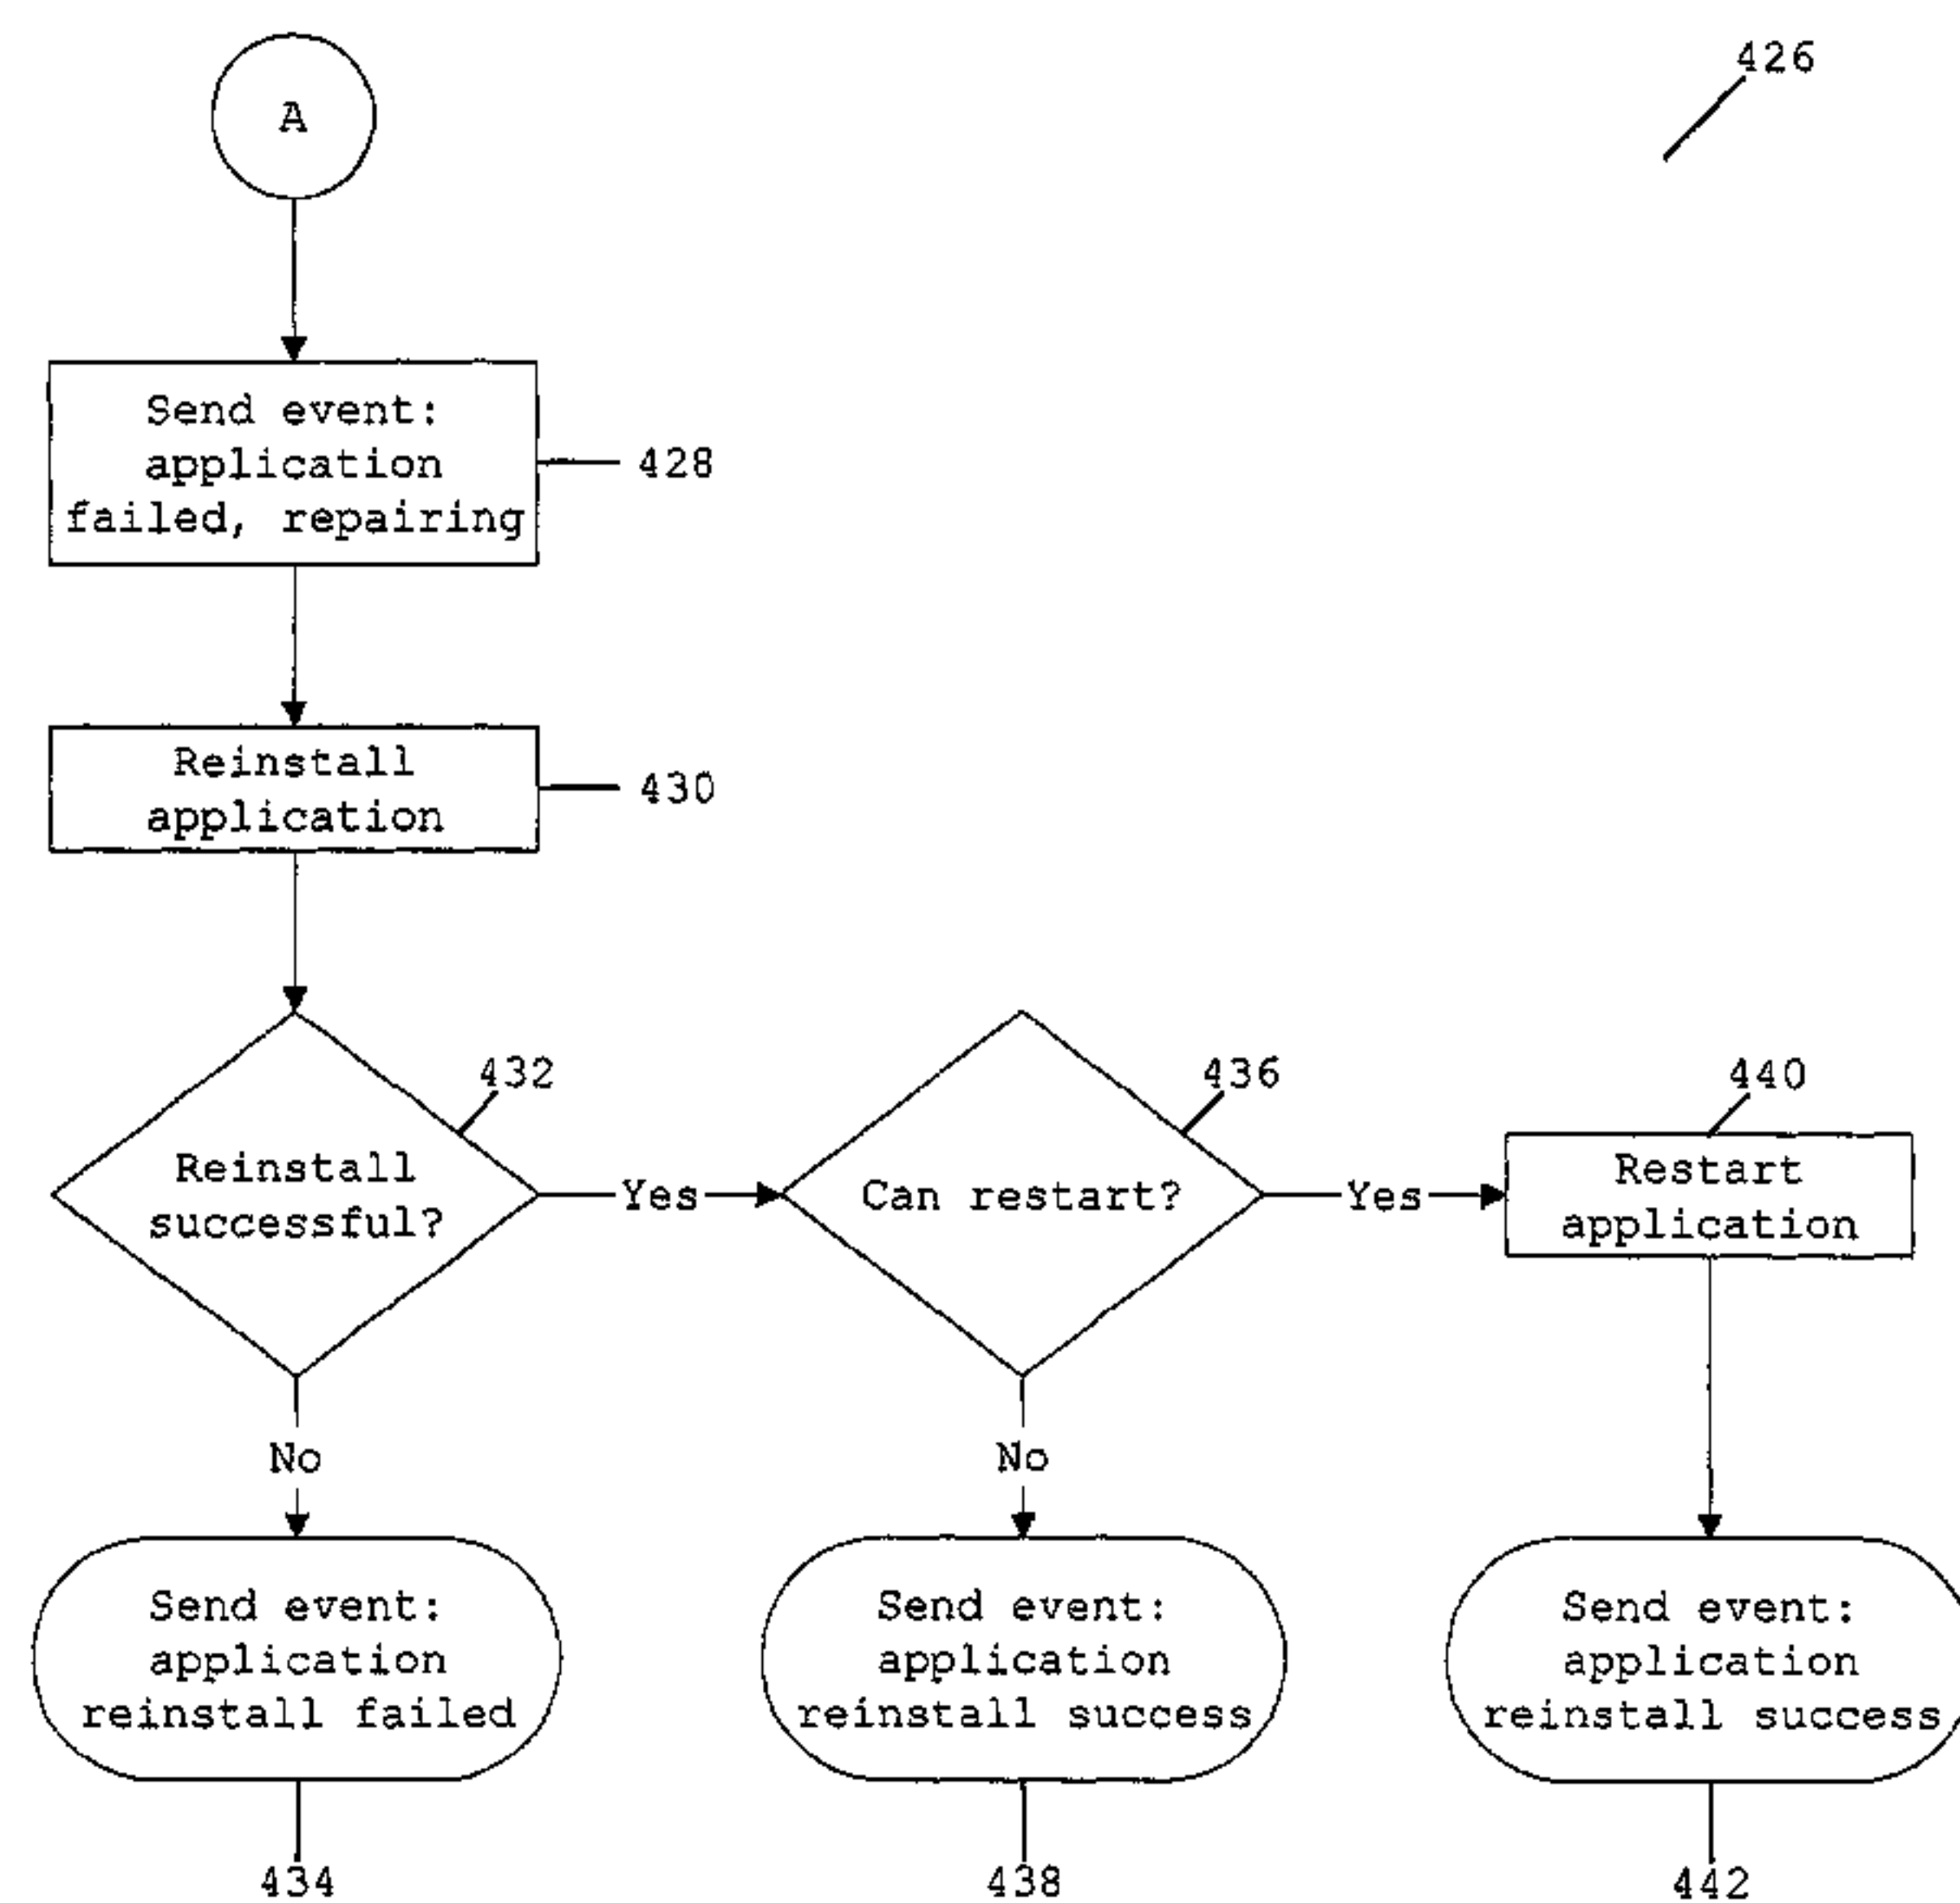 A
426
Send event:
application
failed, repairing
428
Reinstall
application
430
432
Reinstall
successful?
Yes
436
Can restart?
Yes
440
Restart
application
No
No
Send event:
application
reinstall failed
Send event:
application
reinstall success
Send event:
application
reinstall success
434
438
442